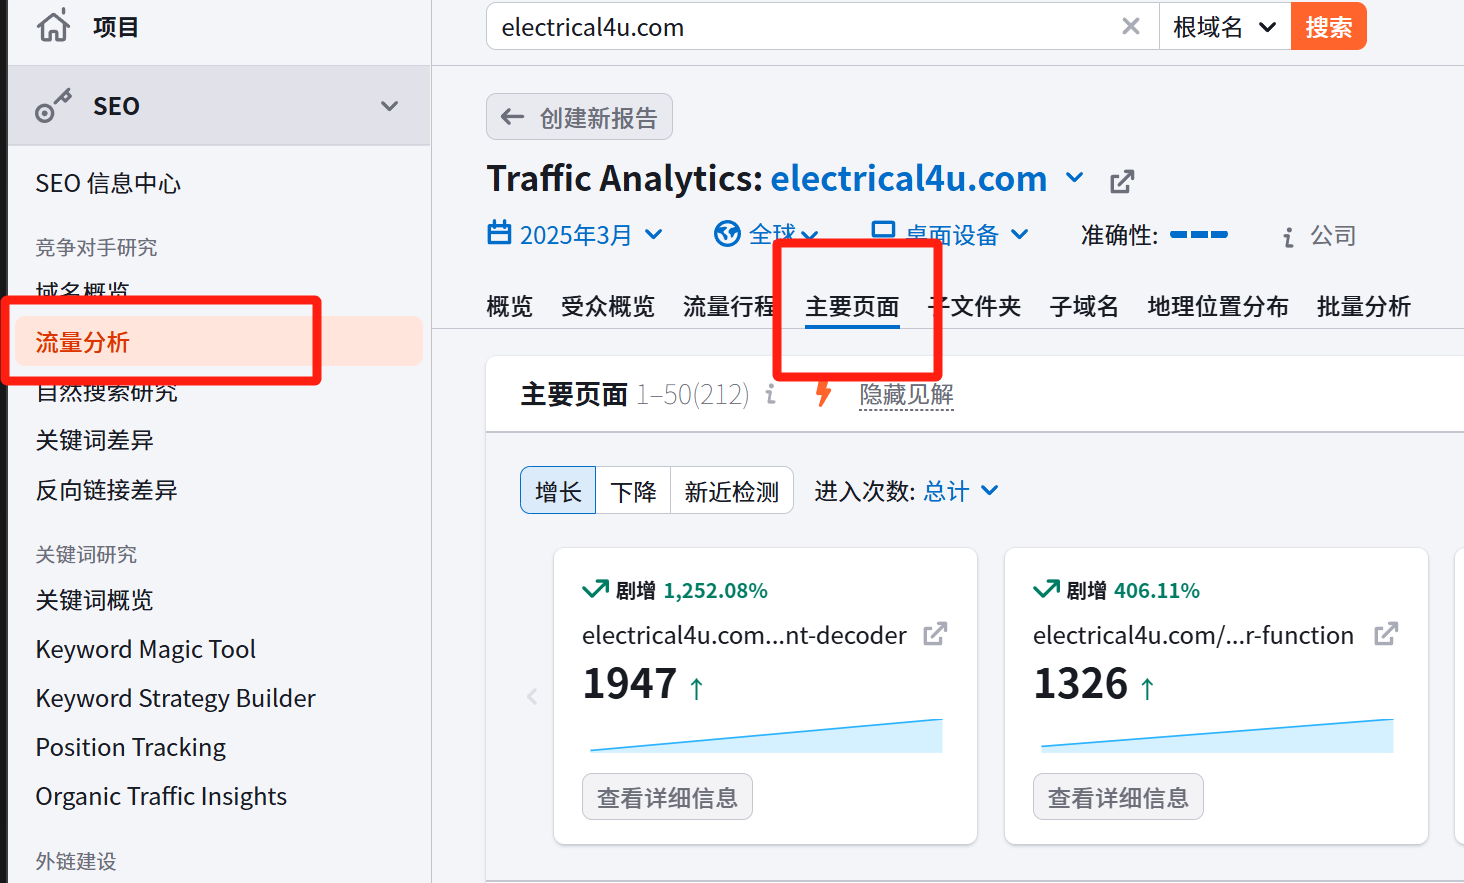 项目
SEO
SEO 信息中心
竞争对手研究
域名概览
流量分析
自然搜索研究
关键词差异
反向链接差异
关键词研究
关键词概览
Keyword Magic Tool
Keyword Strategy Builder
Position Tracking
Organic Traffic Insights
外链建设
electrical4u.com 根域名 搜索
创建新报告
Traffic Analytics: electrical4u.com
2025年3月 全球 桌面设备 准确性: 公司
概览 受众概览 流量行程 主要页面 子文件夹 子域名 地理位置分布 批量分析
主要页面 1–50(212) 隐藏见解
增长 下降 新近检测 进入次数: 总计
剧增 1,252.08%
electrical4u.com...nt-decoder
1947 ↑
查看详细信息
剧增 406.11%
electrical4u.com/...r-function
1326 ↑
查看详细信息